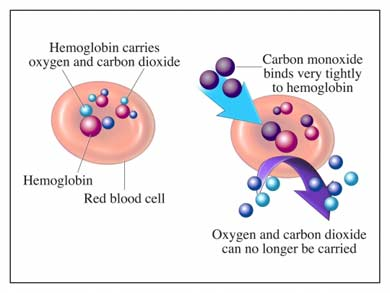 Hemoglobin carries
oxygen and carbon dioxide
Hemoglobin
Red blood cell
Carbon monoxide
binds very tightly
to hemoglobin
Oxygen and carbon dioxide
can no longer be carried